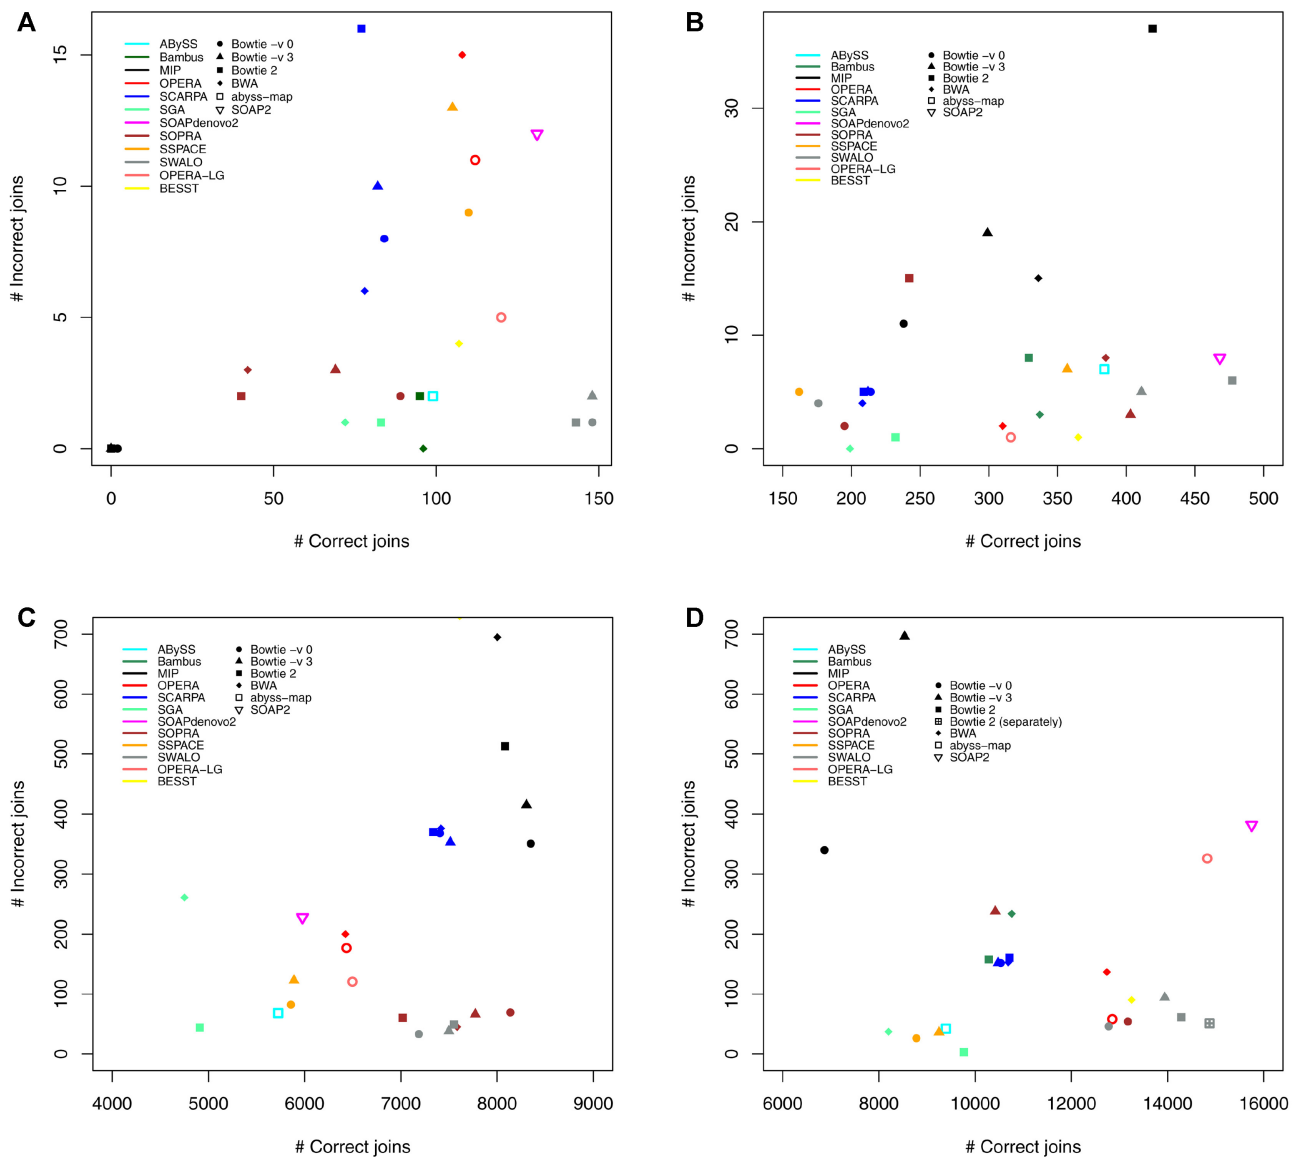 A
ABySS
Bambus
MIP
OPERA
SCARPA
SGA
SOAPdenovo2
SOPRA
SSPACE
SWALO
OPERA−LG
BESST
Bowtie −v 0
Bowtie −v 3
Bowtie 2
BWA
abyss−map
SOAP2
# Incorrect joins
15
10
5
0
0 50 100 150
# Correct joins
B
ABySS
Bambus
MIP
OPERA
SCARPA
SGA
SOAPdenovo2
SOPRA
SSPACE
SWALO
OPERA−LG
BESST
Bowtie −v 0
Bowtie −v 3
Bowtie 2
BWA
abyss−map
SOAP2
# Incorrect joins
30
20
10
0
150 200 250 300 350 400 450 500
# Correct joins
C
ABySS
Bambus
MIP
OPERA
SCARPA
SGA
SOAPdenovo2
SOPRA
SSPACE
SWALO
OPERA−LG
BESST
Bowtie −v 0
Bowtie −v 3
Bowtie 2
BWA
abyss−map
SOAP2
# Incorrect joins
700
600
500
400
300
200
100
0
4000 5000 6000 7000 8000 9000
# Correct joins
D
ABySS
Bambus
MIP
OPERA
SCARPA
SGA
SOAPdenovo2
SOPRA
SSPACE
SWALO
OPERA−LG
BESST
Bowtie −v 0
Bowtie −v 3
Bowtie 2
Bowtie 2 (separately)
BWA
abyss−map
SOAP2
# Incorrect joins
700
600
500
400
300
200
100
0
6000 8000 10000 12000 14000 16000
# Correct joins